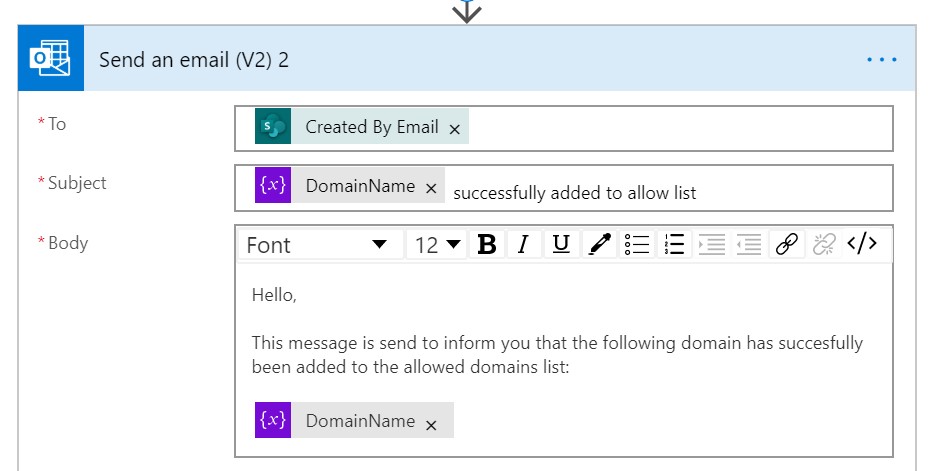 Send an email (V2) 2
* To
Created By Email ×
* Subject
{x} DomainName × successfully added to allow list
* Body
Font 12 B I U </>
Hello,
This message is send to inform you that the following domain has succesfully
been added to the allowed domains list:
{x} DomainName ×